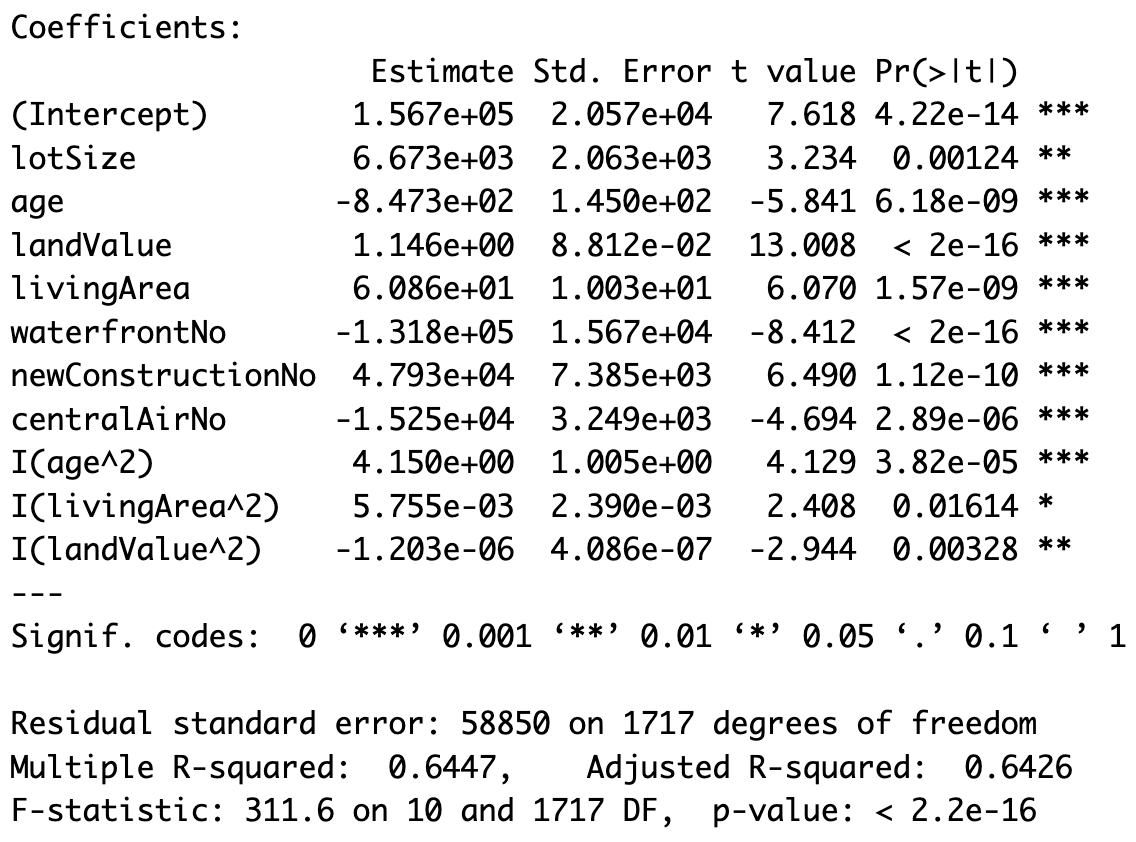 Coefficients:
                    Estimate Std. Error t value Pr(>|t|)
(Intercept)        1.567e+05  2.057e+04   7.618 4.22e-14 ***
lotSize            6.673e+03  2.063e+03   3.234  0.00124 **
age               -8.473e+02  1.450e+02  -5.841 6.18e-09 ***
landValue          1.146e+00  8.812e-02  13.008  < 2e-16 ***
livingArea         6.086e+01  1.003e+01   6.070 1.57e-09 ***
waterfrontNo      -1.318e+05  1.567e+04  -8.412  < 2e-16 ***
newConstructionNo  4.793e+04  7.385e+03   6.490 1.12e-10 ***
centralAirNo      -1.525e+04  3.249e+03  -4.694 2.89e-06 ***
I(age^2)           4.150e+00  1.005e+00   4.129 3.82e-05 ***
I(livingArea^2)    5.755e-03  2.390e-03   2.408  0.01614 *
I(landValue^2)    -1.203e-06  4.086e-07  -2.944  0.00328 **
---
Signif. codes:  0 ‘***’ 0.001 ‘**’ 0.01 ‘*’ 0.05 ‘.’ 0.1 ‘ ’ 1
Residual standard error: 58850 on 1717 degrees of freedom
Multiple R-squared:  0.6447,    Adjusted R-squared:  0.6426
F-statistic: 311.6 on 10 and 1717 DF,  p-value: < 2.2e-16